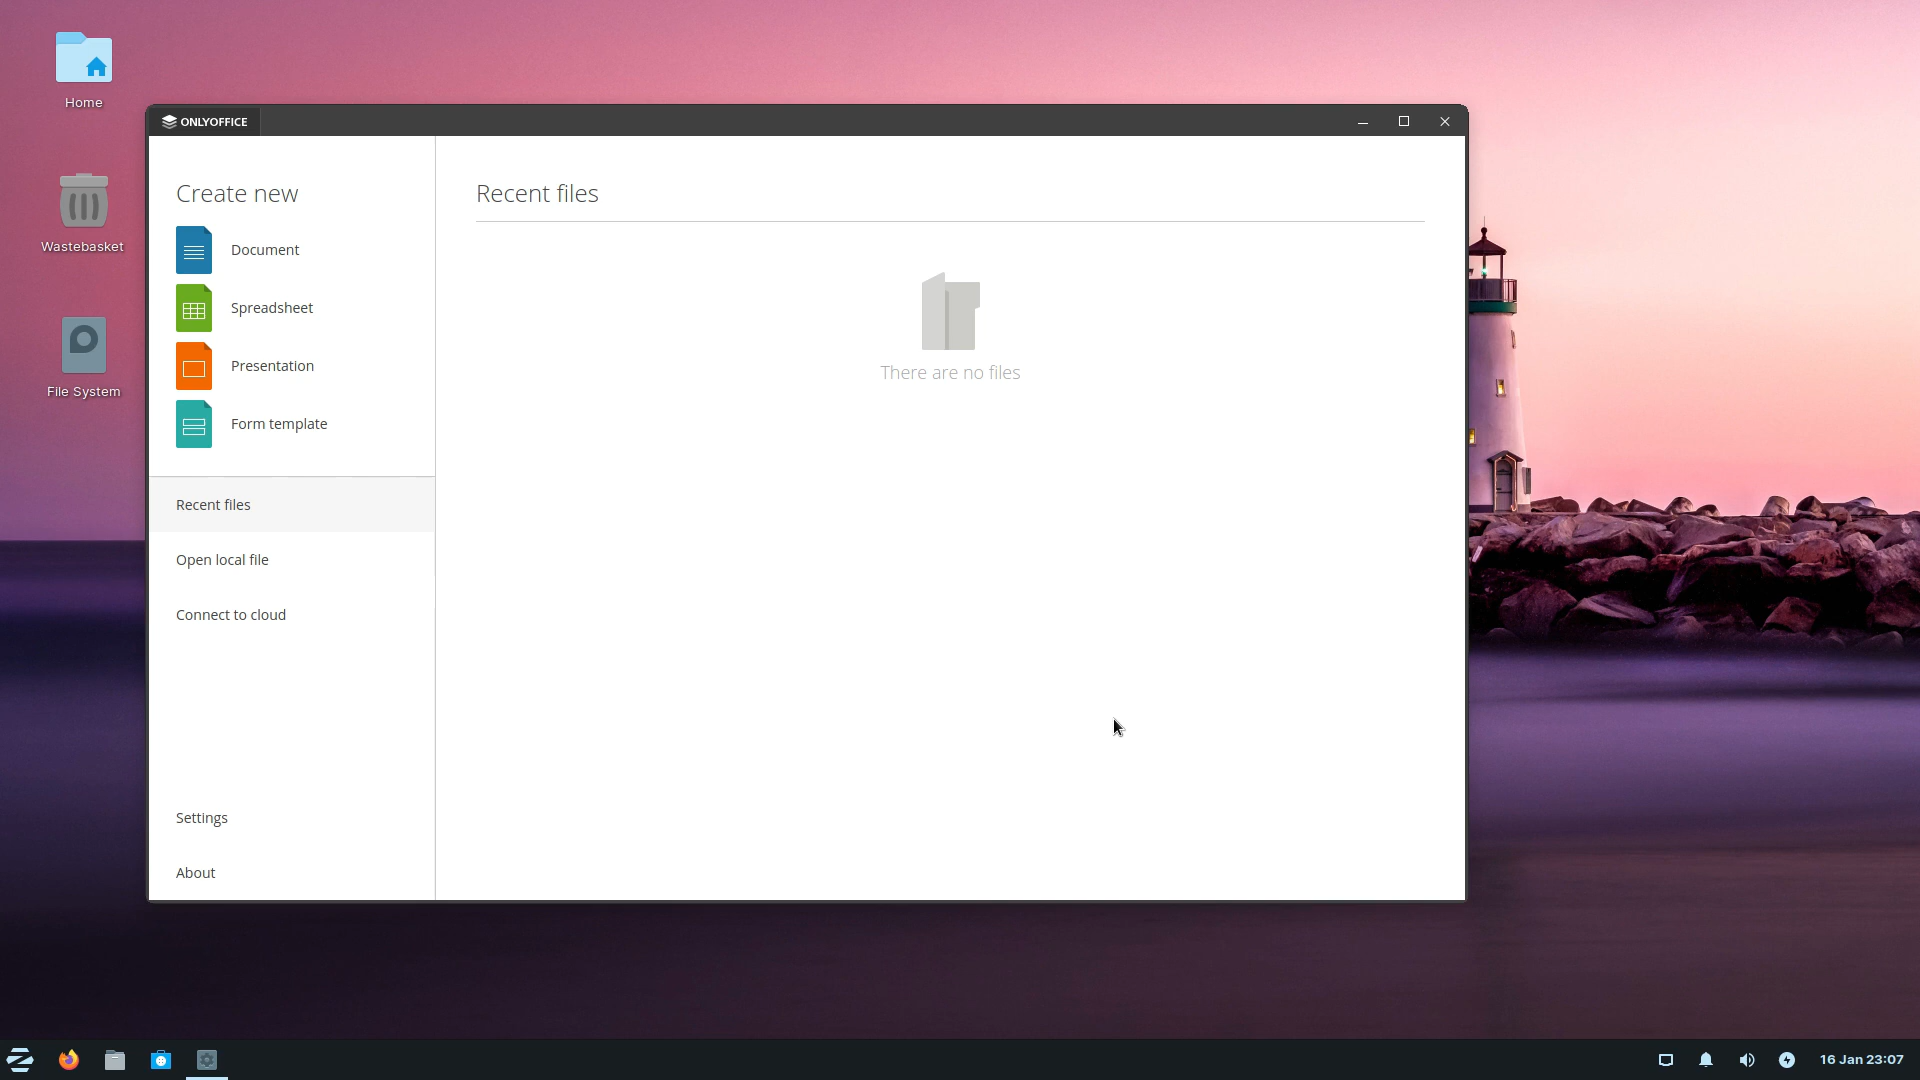 Home
Wastebasket
File System
ONLYOFFICE
Create new
Document
Spreadsheet
Presentation
Form template
Recent files
Open local file
Connect to cloud
Settings
About
Recent files
There are no files
16 Jan 23:07